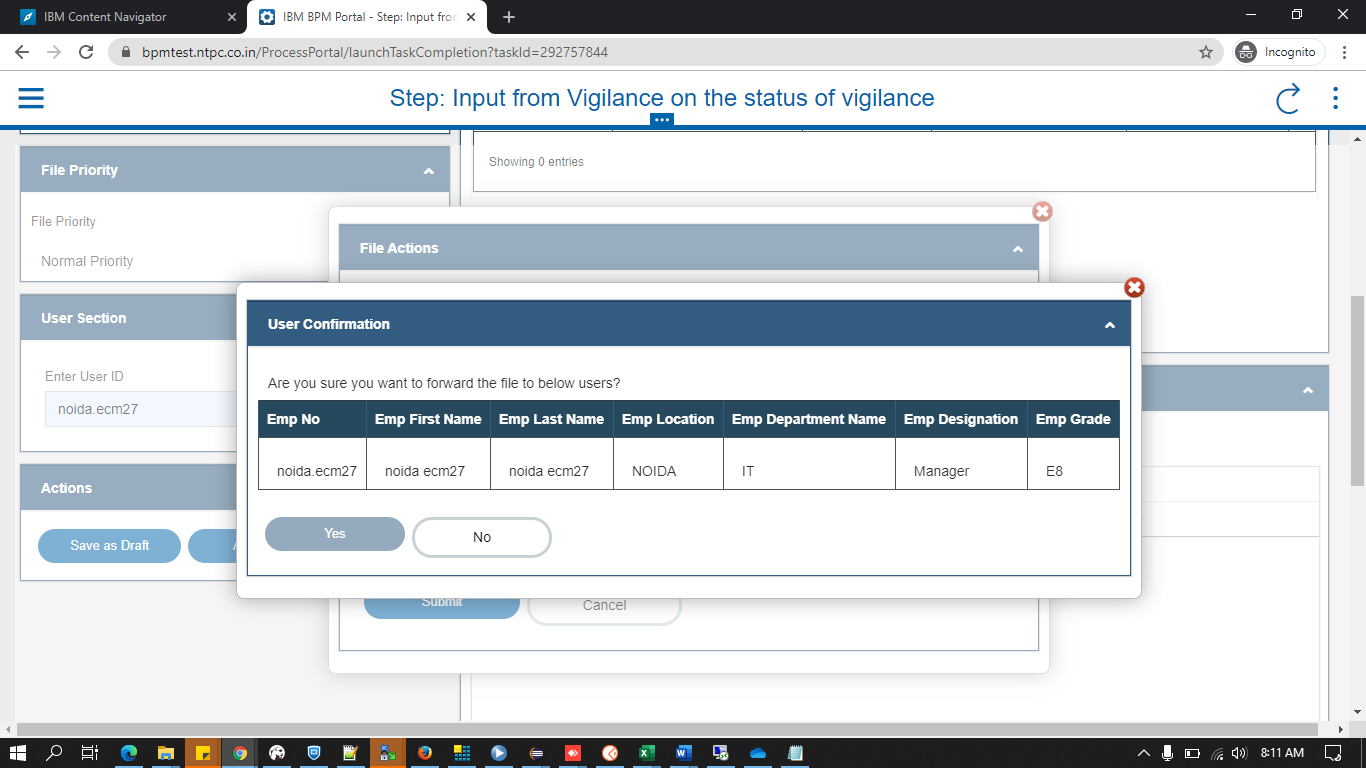 IBM Content Navigator
IBM BPM Portal - Step: Input from
bpmtest.ntpc.co.in/ProcessPortal/launchTaskCompletion?taskId=292757844
Incognito
Step: Input from Vigilance on the status of vigilance
Showing 0 entries
File Priority
File Priority
Normal Priority
File Actions
User Section
Enter User ID
noida.ecm27
Actions
Save as Draft
User Confirmation
Are you sure you want to forward the file to below users?
Emp No Emp First Name Emp Last Name Emp Location Emp Department Name Emp Designation Emp Grade
noida.ecm27 noida ecm27 noida ecm27 NOIDA IT Manager E8
Yes No
Submit Cancel
8:11 AM